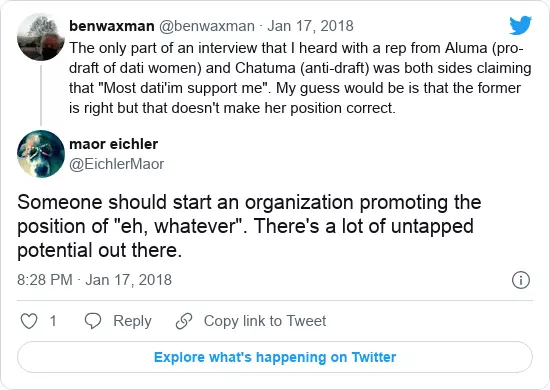 benwaxman @benwaxman · Jan 17, 2018
The only part of an interview that I heard with a rep from Aluma (pro-
draft of dati women) and Chatuma (anti-draft) was both sides claiming
that "Most dati'im support me". My guess would be is that the former
is right but that doesn't make her position correct.
maor eichler
@EichlerMaor
Someone should start an organization promoting the
position of "eh, whatever". There's a lot of untapped
potential out there.
8:28 PM · Jan 17, 2018
1 Reply Copy link to Tweet
Explore what's happening on Twitter